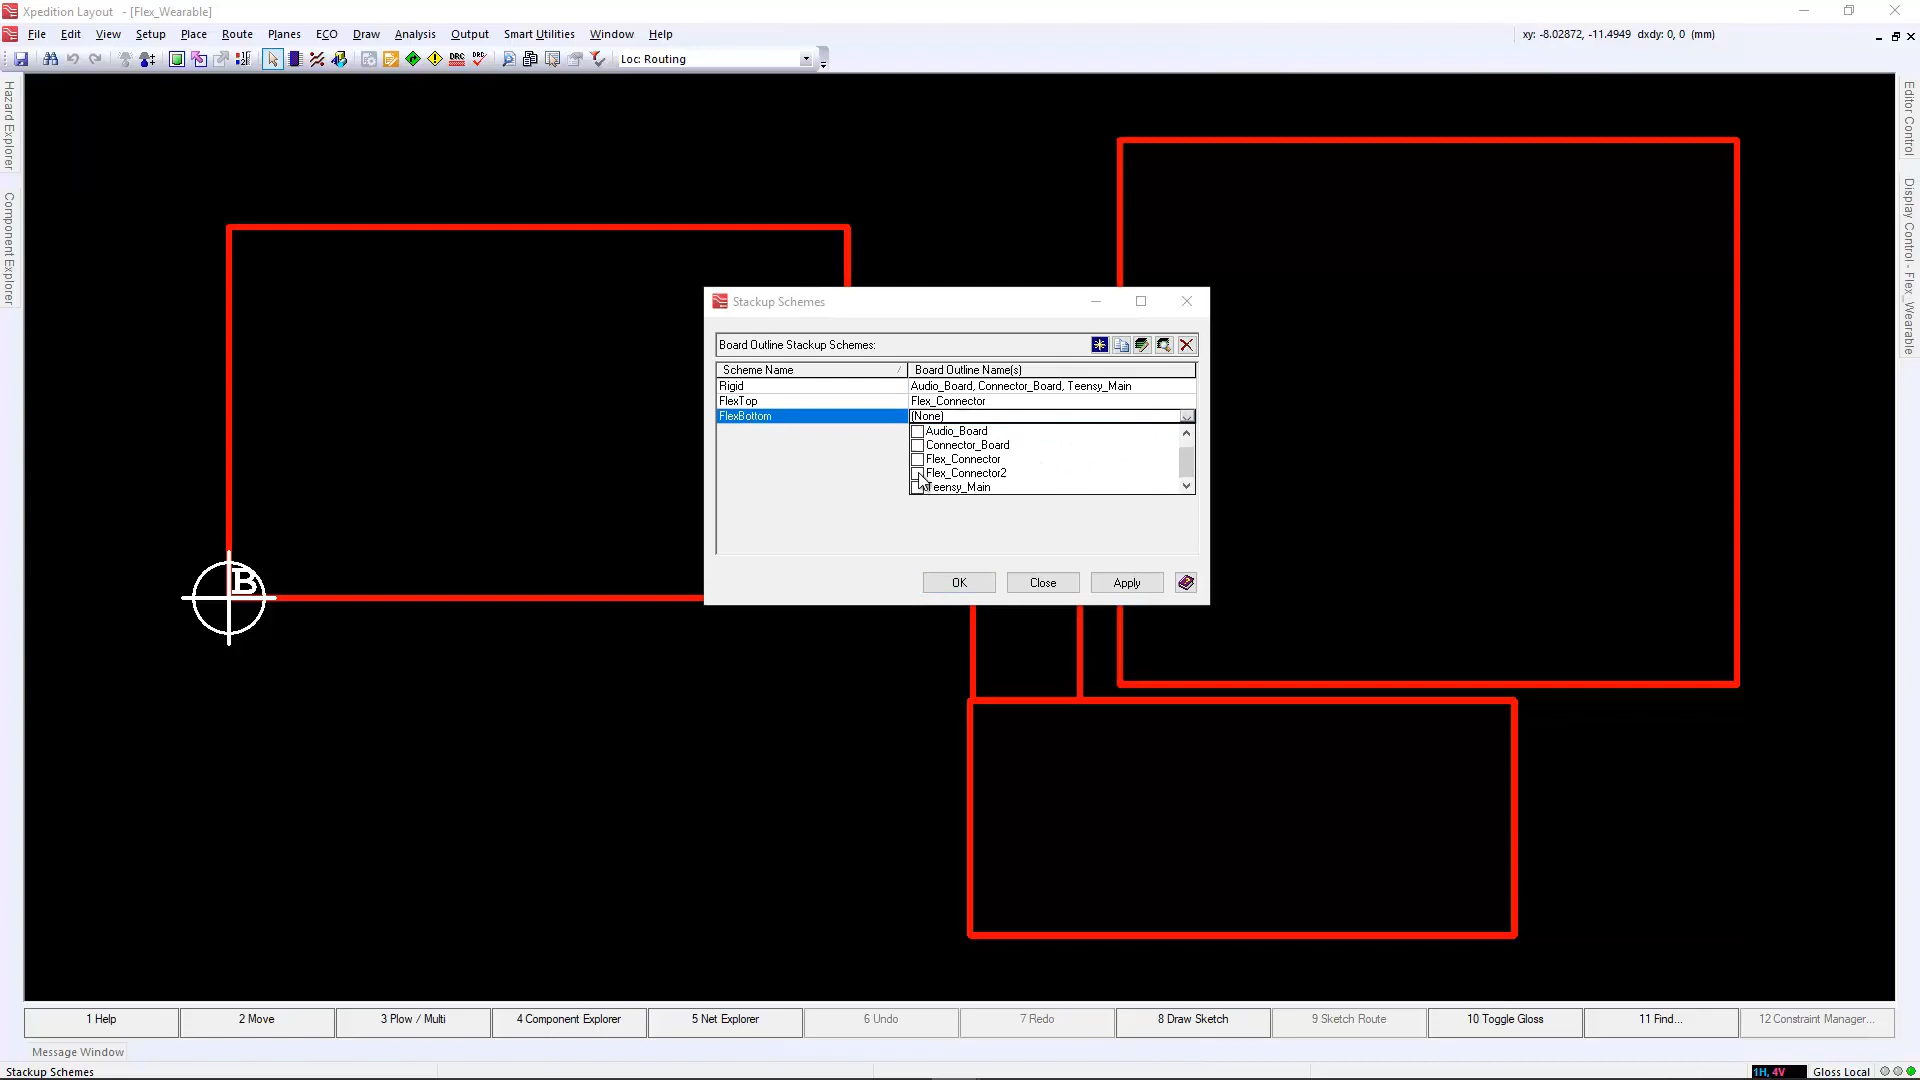 Xpedition Layout - [Flex_Wearable]
File Edit View Setup Place Route Planes ECO Draw Analysis Output Smart Utilities Window Help
xy: -8.02872, -11.4949 dxdy: 0, 0 (mm)
Loc: Routing
Hazard Explorer
Component Explorer
Editor Control
Display Control - Flex_Wearable
B
Stackup Schemes
Board Outline Stackup Schemes:
Scheme Name Board Outline Name(s)
Rigid Audio_Board, Connector_Board, Teensy_Main
FlexTop Flex_Connector
FlexBottom (None)
Audio_Board
Connector_Board
Flex_Connector
Flex_Connector2
Teensy_Main
OK Close Apply
1 Help 2 Move 3 Plow / Multi 4 Component Explorer 5 Net Explorer 6 Undo 7 Redo 8 Draw Sketch 9 Sketch Route 10 Toggle Gloss 11 Find... 12 Constraint Manager...
Message Window
Stackup Schemes
1H, 4V Gloss Local